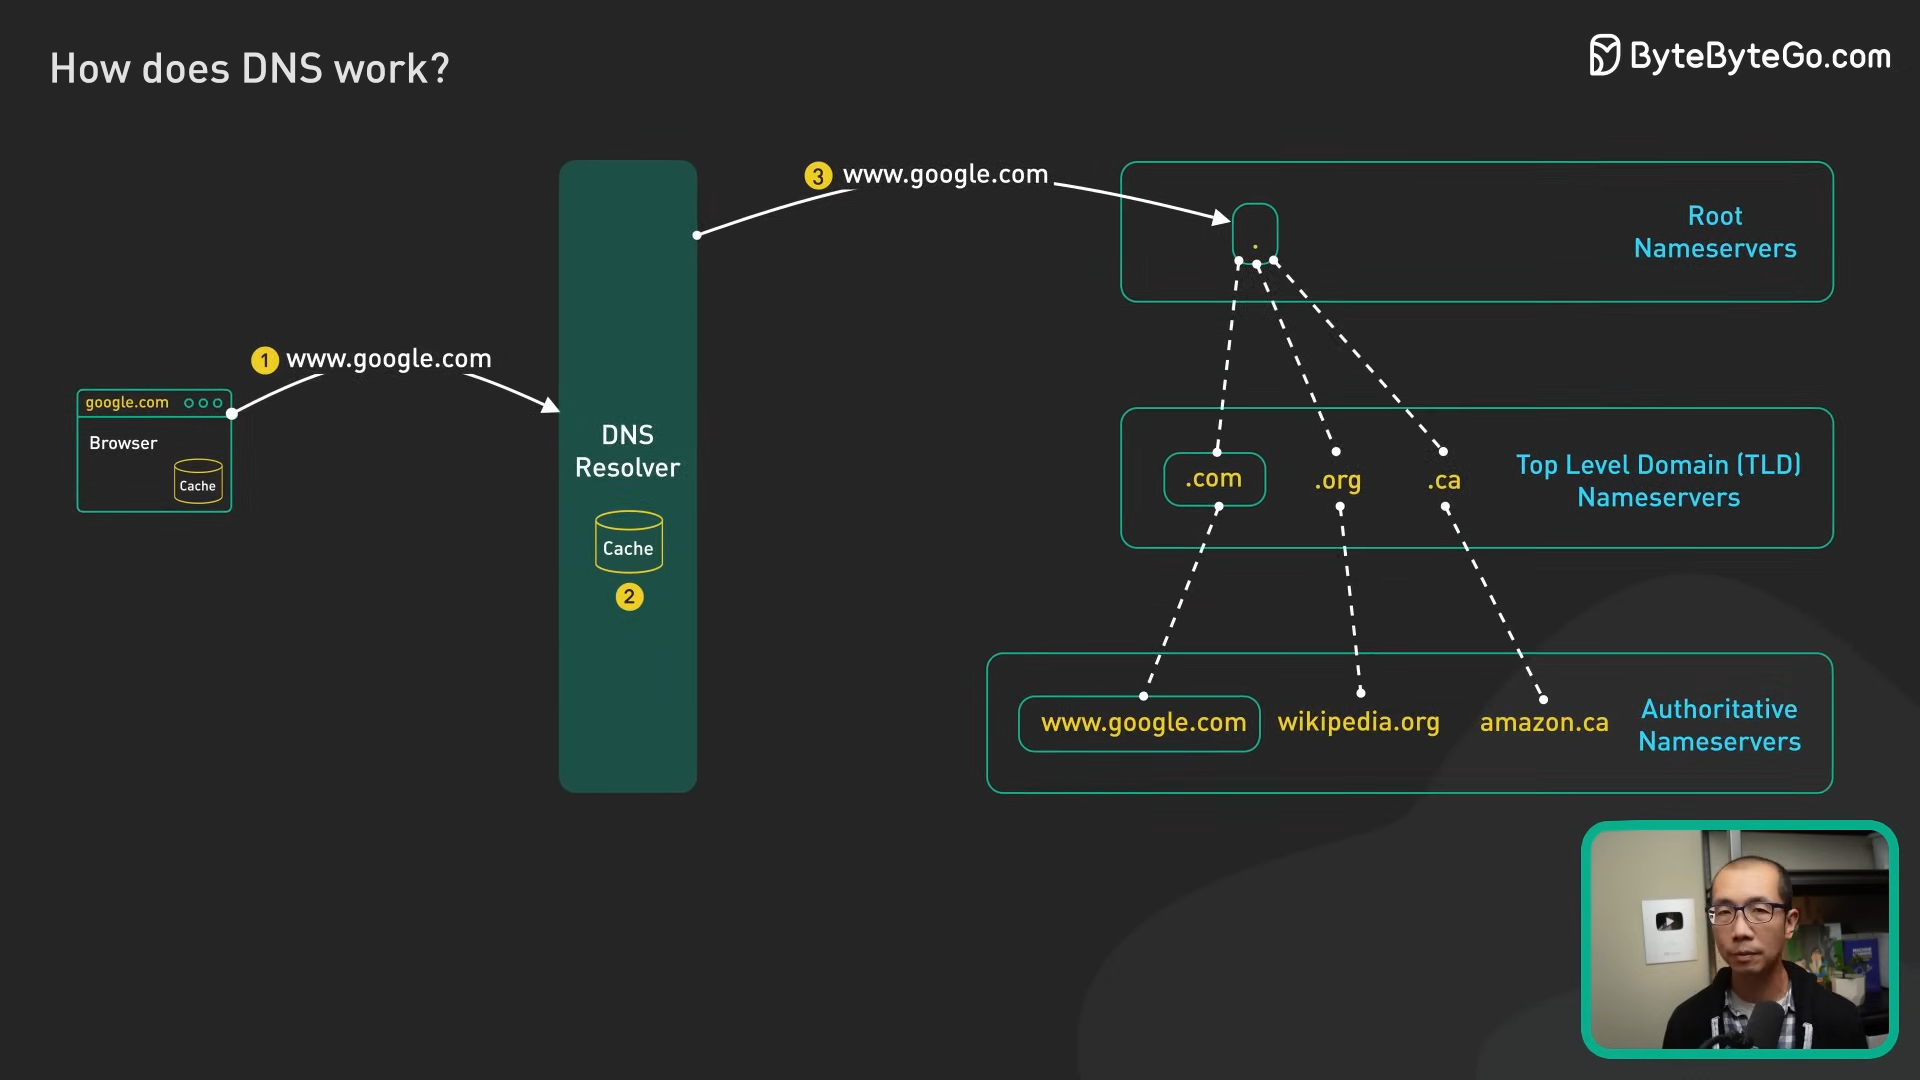 How does DNS work?
ByteByteGo.com
3 www.google.com
Root
Nameservers
1 www.google.com
google.com
Browser
Cache
DNS
Resolver
Cache
2
.
.com
.org
.ca
Top Level Domain (TLD)
Nameservers
www.google.com
wikipedia.org
amazon.ca
Authoritative
Nameservers